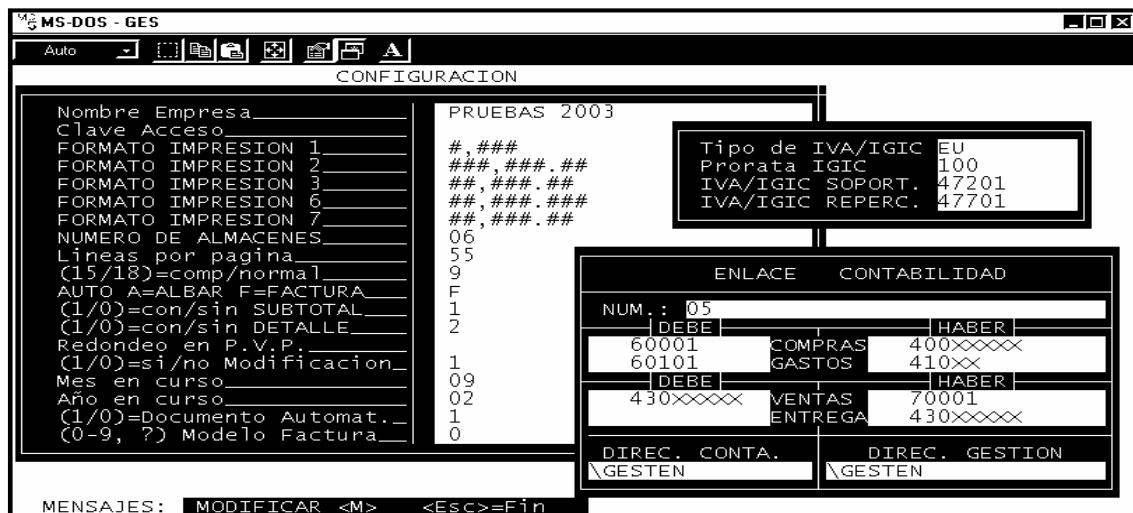 MS-DOS - GES
Auto A
CONFIGURACION
Nombre Empresa PRUEBAS 2003
Clave Acceso
FORMATO IMPRESION 1 #,###
FORMATO IMPRESION 2 ###,###.##
FORMATO IMPRESION 3 ##,###.##
FORMATO IMPRESION 6 ##,###.###
FORMATO IMPRESION 7 ##,###.##
NUMERO DE ALMACENES 06
Lineas por pagina 55
(15/18)=comp/normal 9
AUTO A=ALBAR F=FACTURA F
(1/0)=con/sin SUBTOTAL 1
(1/0)=con/sin DETALLE 2
Redondeo en P.V.P.
(1/0)=si/no Modificacion 1
Mes en curso 09
Año en curso 02
(1/0)=Documento Automat. 1
(0-9, ?) Modelo Factura 0
Tipo de IVA/IGIC EU
Prorata IGIC 100
IVA/IGIC SOPORT. 47201
IVA/IGIC REPERC. 47701
ENLACE CONTABILIDAD
NUM.: 05
DEBE HABER
60001 COMPRAS 400XXXXX
60101 GASTOS 410XX
DEBE HABER
430XXXXX VENTAS 70001
ENTREGA 430XXXXX
DIREC. CONTA. DIREC. GESTION
\GESTEN \GESTEN
MENSAJES: MODIFICAR <M> <Esc>=Fin